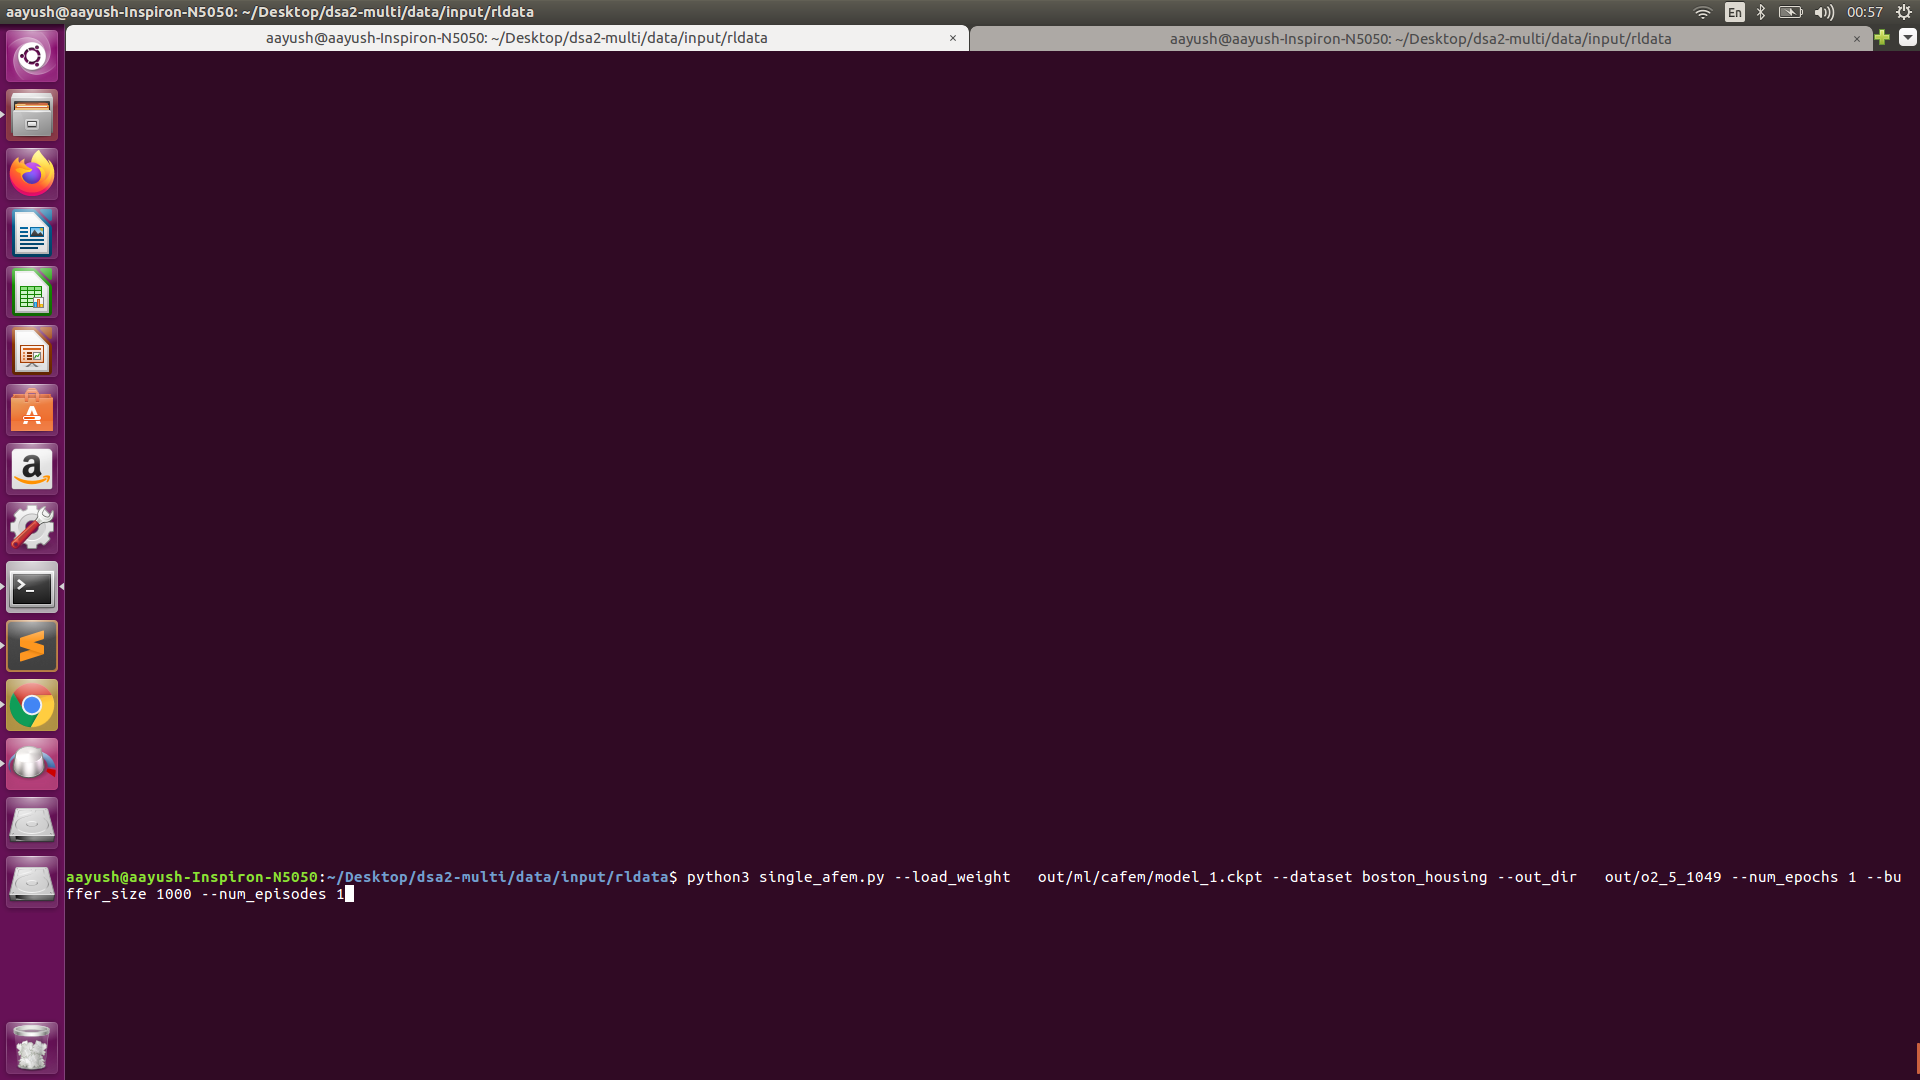 aayush@aayush-Inspiron-N5050: ~/Desktop/dsa2-multi/data/input/rldata
En
00:57
aayush@aayush-Inspiron-N5050: ~/Desktop/dsa2-multi/data/input/rldata ×
aayush@aayush-Inspiron-N5050: ~/Desktop/dsa2-multi/data/input/rldata ×
aayush@aayush-Inspiron-N5050:~/Desktop/dsa2-multi/data/input/rldata$ python3 single_afem.py --load_weight   out/ml/cafem/model_1.ckpt --dataset boston_housing --out_dir   out/o2_5_1049 --num_epochs 1 --bu
ffer_size 1000 --num_episodes 1